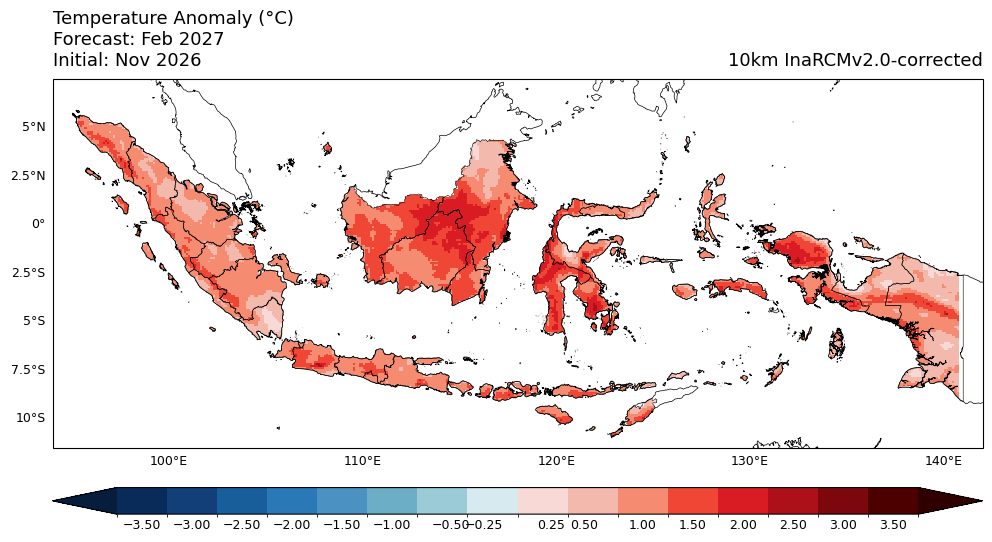 Temperature Anomaly (°C)
Forecast: Feb 2027
Initial: Nov 2026
10km InaRCMv2.0-corrected
5°N
2.5°N
0°
2.5°S
5°S
7.5°S
10°S
100°E 110°E 120°E 130°E 140°E
−3.50 −3.00 −2.50 −2.00 −1.50 −1.00 −0.50 −0.25 0.25 0.50 1.00 1.50 2.00 2.50 3.00 3.50